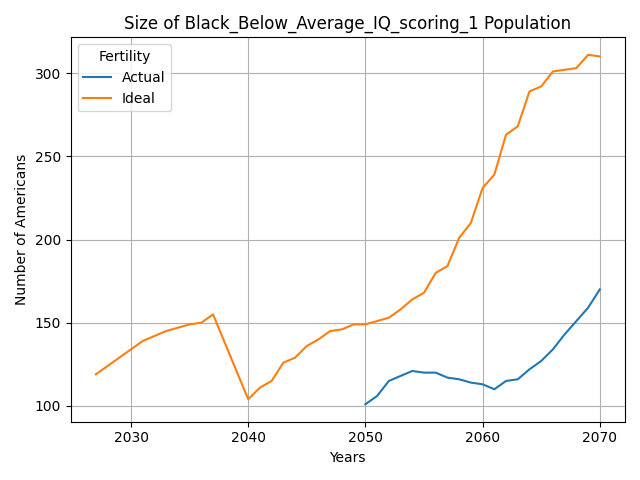 Size of Black_Below_Average_IQ_scoring_1 Population
Fertility
Actual
Ideal
Number of Americans
300
250
200
150
100
2030
2040
2050
2060
2070
Years